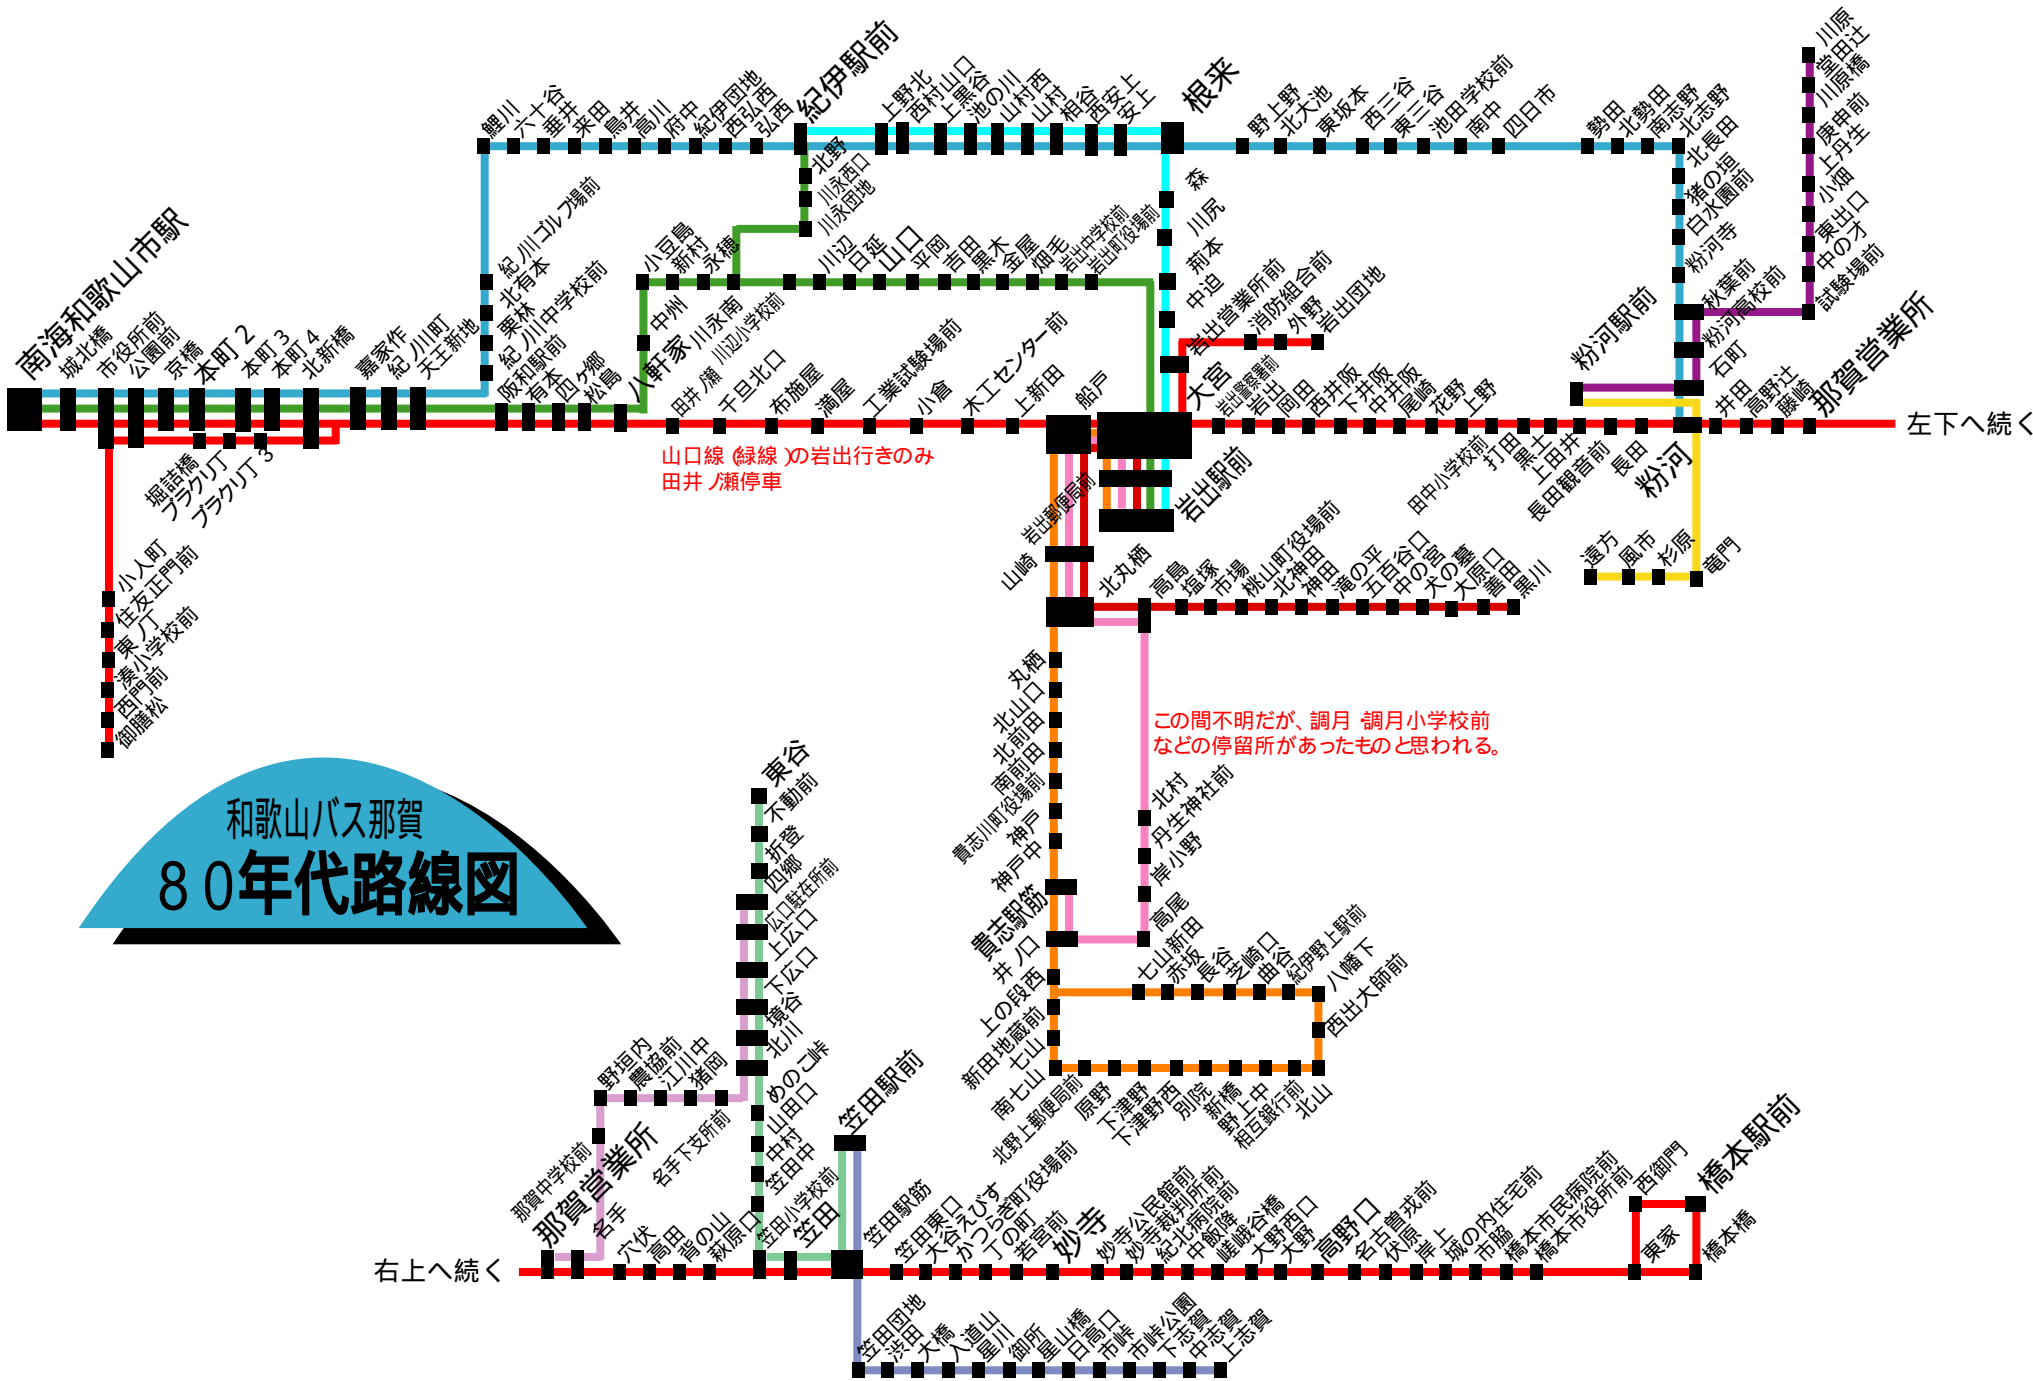 鯉川
六十谷
垂井
来田
鳥井
高川
府中
紀伊団地
西弘西
弘西
紀伊駅前
上野北
西村山口
上黒谷
池の川
山村西
山村
相谷
西安上
安上
根来
野上野
北大池
東坂本
西三谷
東三谷
池田学校前
南中
四日市
勢田
北勢田
南志野
北志野
北長田
猪の垣
白水園前
粉河寺
秋葉前
粉河高校前
石町
川原
堂田辻
川原橋
庚申前
上丹生
小畑
東出口
中の才
試験場前
北野
川永西口
川永団地
森
川尻
荊本
中迫
紀ノ川ゴルフ場前
北有本
栗林
紀ノ川中学校前
小豆島
新村
永穂
中州
川永南
川辺小学校前
川辺
日延
山口
平岡
吉田
黒木
金屋
畑毛
岩出中学校前
岩出町役場前
岩出営業所前
消防組合前
外野
岩出団地
粉河駅前
南海和歌山市駅
城北橋
市役所前
公園前
京橋
本町2
本町3
本町4
北新橋
嘉家作
紀ノ川町
天王新地
阪和駅前
有本
四ヶ郷
松島
八軒家
田井ノ瀬
千旦北口
布施屋
満屋
工業試験場前
小倉
木工センター前
上新田
船戸
大宮
岩出警察署前
岩出
岡田
西井阪
下井阪
中井阪
尾崎
花野
上野
田中小学校前
打田
黒土
上田井
長田観音前
長田
粉河
井田
高野辻
藤崎
那賀営業所
左下へ続く
堀詰橋
ブラクリ丁
ブラクリ丁3
山口線(緑線)の岩出行きのみ
田井ノ瀬停車
岩出郵便局前
岩出駅前
小人町
住友正門前
東ノ丁
湊小学校前
西門前
御膳松
山崎
北丸栖
高島
塩塚
市場
桃山町役場前
北神田
神田
滝の平
五百谷口
中の宮
犬の墓
大原口
善田
黒川
遠方
風市
杉原
竜門
丸栖
北山口
北前田
南前田
貴志川町役場前
神戸
神戸中
貴志駅筋
井ノ口
上の段西
新田地蔵前
七山
南七山
この間不明だが、調月・調月小学校前
などの停留所があったものと思われる。
北村
丹生神社前
岸小野
高尾
七山新田
赤坂
長谷
芝崎口
曲谷
紀伊野上駅前
八幡下
西出大師前
北野上郵便局前
原野
下津野
下津野西
別院
新橋
野上中
相互銀行前
北山
和歌山バス那賀
80年代路線図
東谷
不動前
折登
四郷
広口駐在所前
上広口
下広口
境谷
北川
めのこ峠
山田口
中村
笠田中
笠田小学校前
野垣内
農協前
江川中
猪岡
名手下支所前
那賀中学校前
那賀営業所
名手
穴伏
高田
背の山
萩原口
笠田
笠田駅前
笠田駅筋
笠田東口
大谷えびす
かつらぎ町役場前
丁の町
若宮前
妙寺
妙寺公民館前
妙寺裁判所前
紀北病院前
中飯降
嵯峨谷橋
大野西口
大野
高野口
名古曽戎前
伏原
岸上
城の内住宅前
市脇
橋本市民病院前
橋本市役所前
西御門
東家
橋本駅前
橋本橋
右上へ続く
笠田団地
渋田
大橋
入道山
星川
御所
星山橋
日高口
市峠
市峠公園
下志賀
中志賀
上志賀